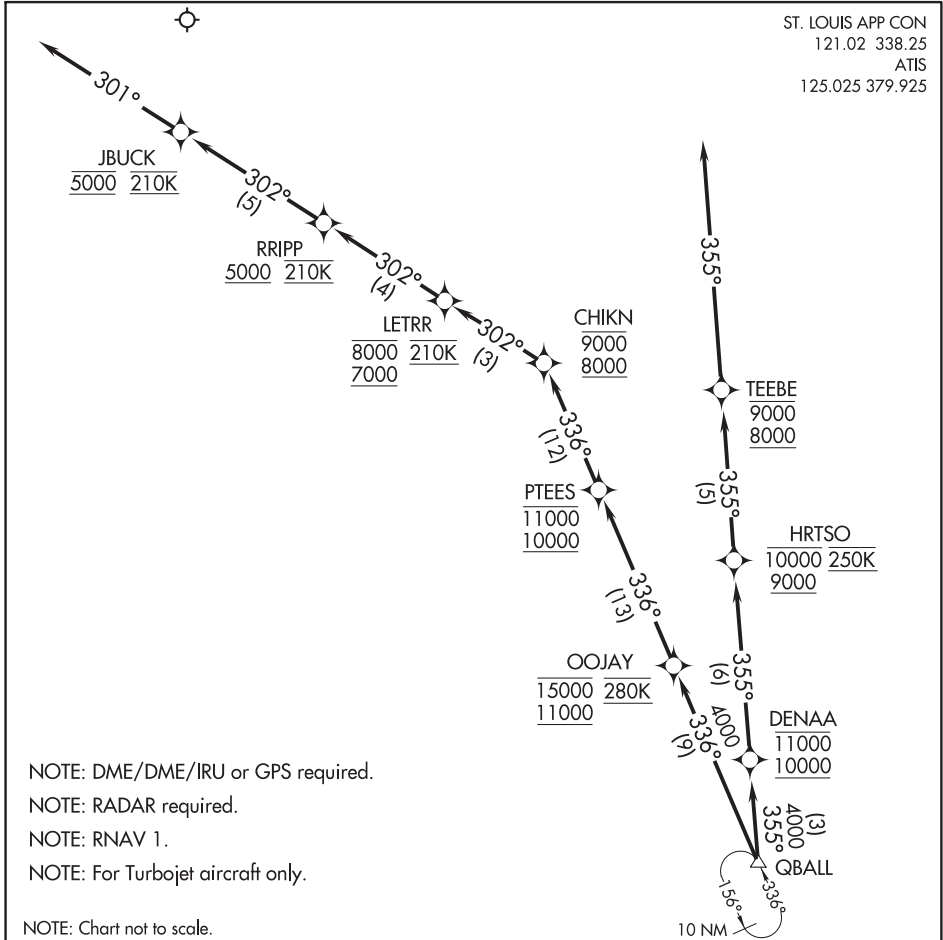 ST. LOUIS APP CON
121.02 338.25
ATIS
125.025 379.925
301°
JBUCK
5000 210K
302°
(5)
RRIPP
5000 210K
302°
(4)
LETRR
8000 210K
7000
302°
(3)
CHIKN
9000
8000
336°
(12)
PTEES
11000
10000
336°
(13)
OOJAY
15000 280K
11000
4000
336°
(9)
355°
TEEBE
9000
8000
355°
(5)
HRTSO
10000 250K
9000
355°
(6)
DENAA
11000
10000
(3)
4000
355°
QBALL
156°
336°
10 NM
NOTE: DME/DME/IRU or GPS required.
NOTE: RADAR required.
NOTE: RNAV 1.
NOTE: For Turbojet aircraft only.
NOTE: Chart not to scale.